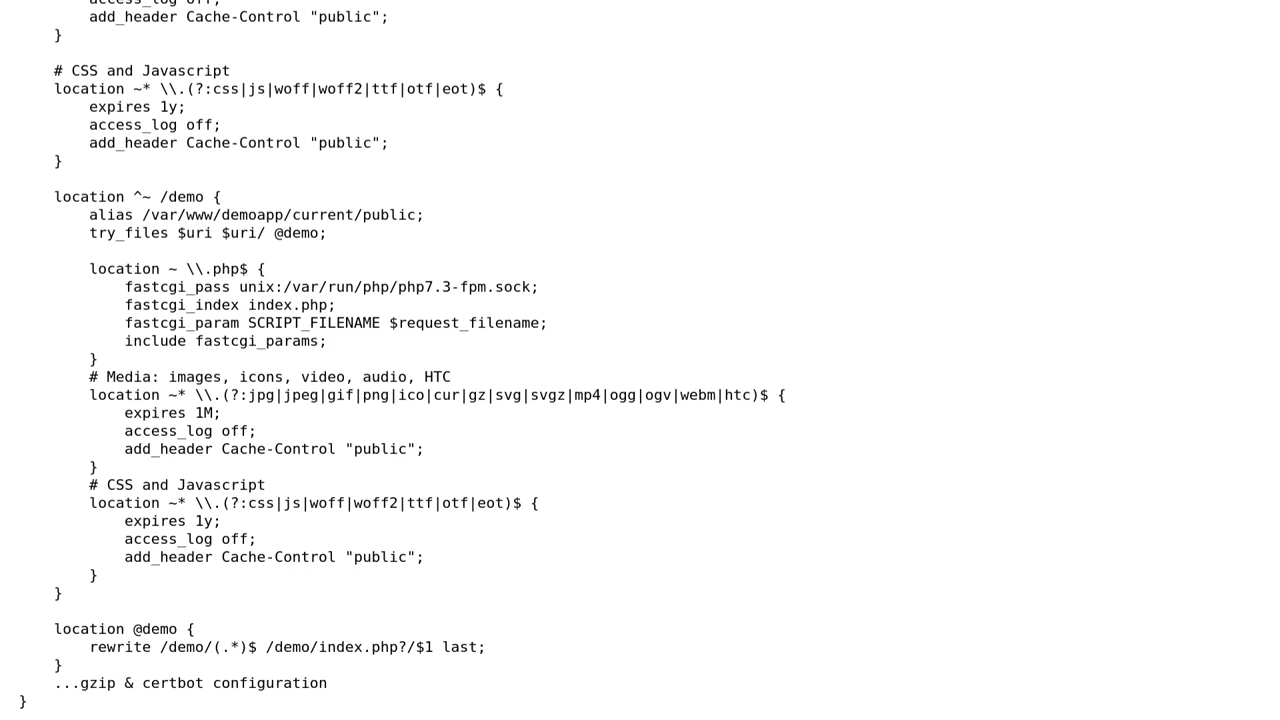 access_log off;
add_header Cache-Control "public";
}
# CSS and Javascript
location ~* \\.(?:css|js|woff|woff2|ttf|otf|eot)$ {
expires 1y;
access_log off;
add_header Cache-Control "public";
}
location ^~ /demo {
alias /var/www/demoapp/current/public;
try_files $uri $uri/ @demo;
location ~ \\.php$ {
fastcgi_pass unix:/var/run/php/php7.3-fpm.sock;
fastcgi_index index.php;
fastcgi_param SCRIPT_FILENAME $request_filename;
include fastcgi_params;
}
# Media: images, icons, video, audio, HTC
location ~* \\.(?:jpg|jpeg|gif|png|ico|cur|gz|svg|svgz|mp4|ogg|ogv|webm|htc)$ {
expires 1M;
access_log off;
add_header Cache-Control "public";
}
# CSS and Javascript
location ~* \\.(?:css|js|woff|woff2|ttf|otf|eot)$ {
expires 1y;
access_log off;
add_header Cache-Control "public";
}
}
location @demo {
rewrite /demo/(.*)$ /demo/index.php?/$1 last;
}
...gzip & certbot configuration
}